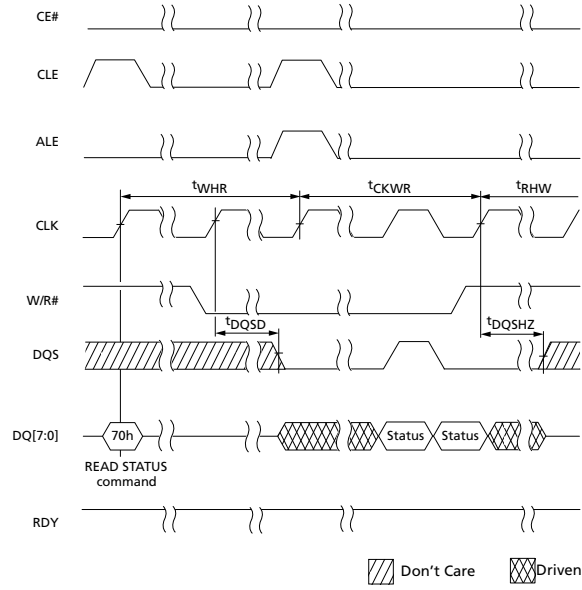 CE#
CLE
ALE
tWHR tCKWR tRHW
CLK
W/R#
tDQSD tDQSHZ
DQS
DQ[7:0] 70h Status Status
READ STATUS
command
RDY
Don't Care Driven